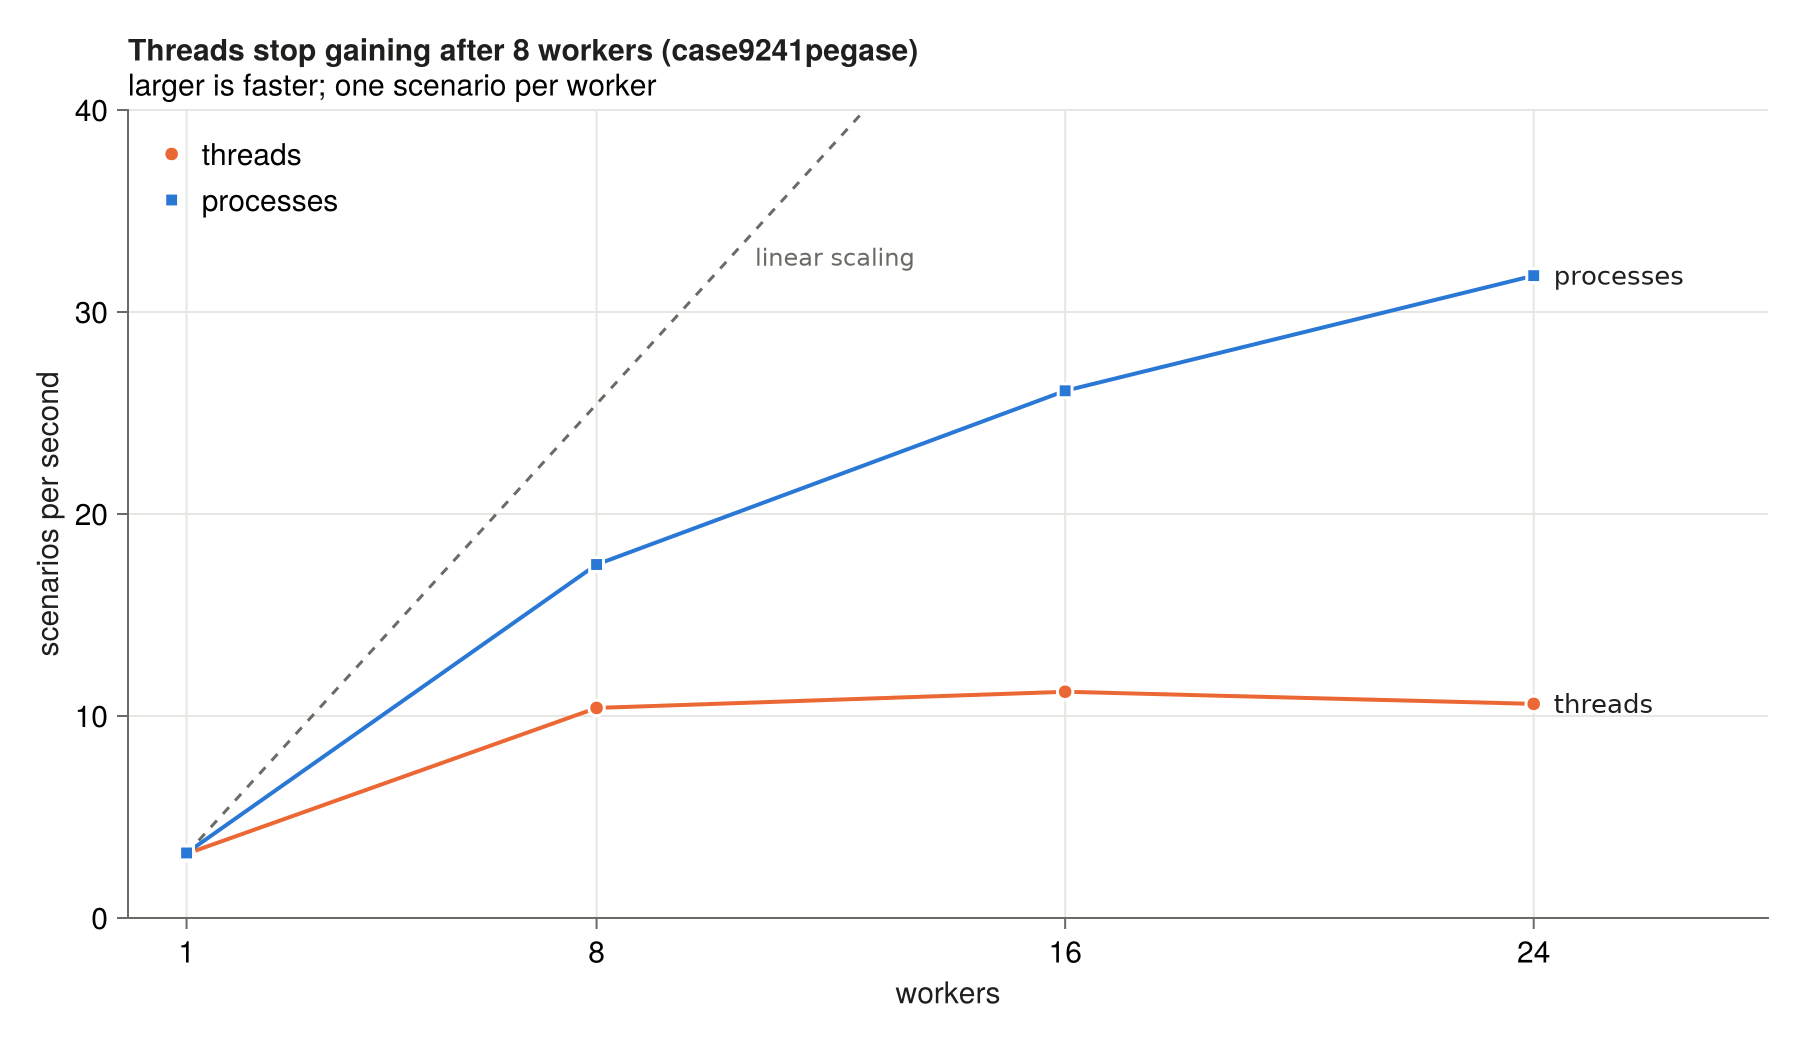 Threads stop gaining after 8 workers (case9241pegase)
larger is faster; one scenario per worker
40
30
20
10
0
scenarios per second
threads
processes
linear scaling
processes
threads
1
8
16
24
workers